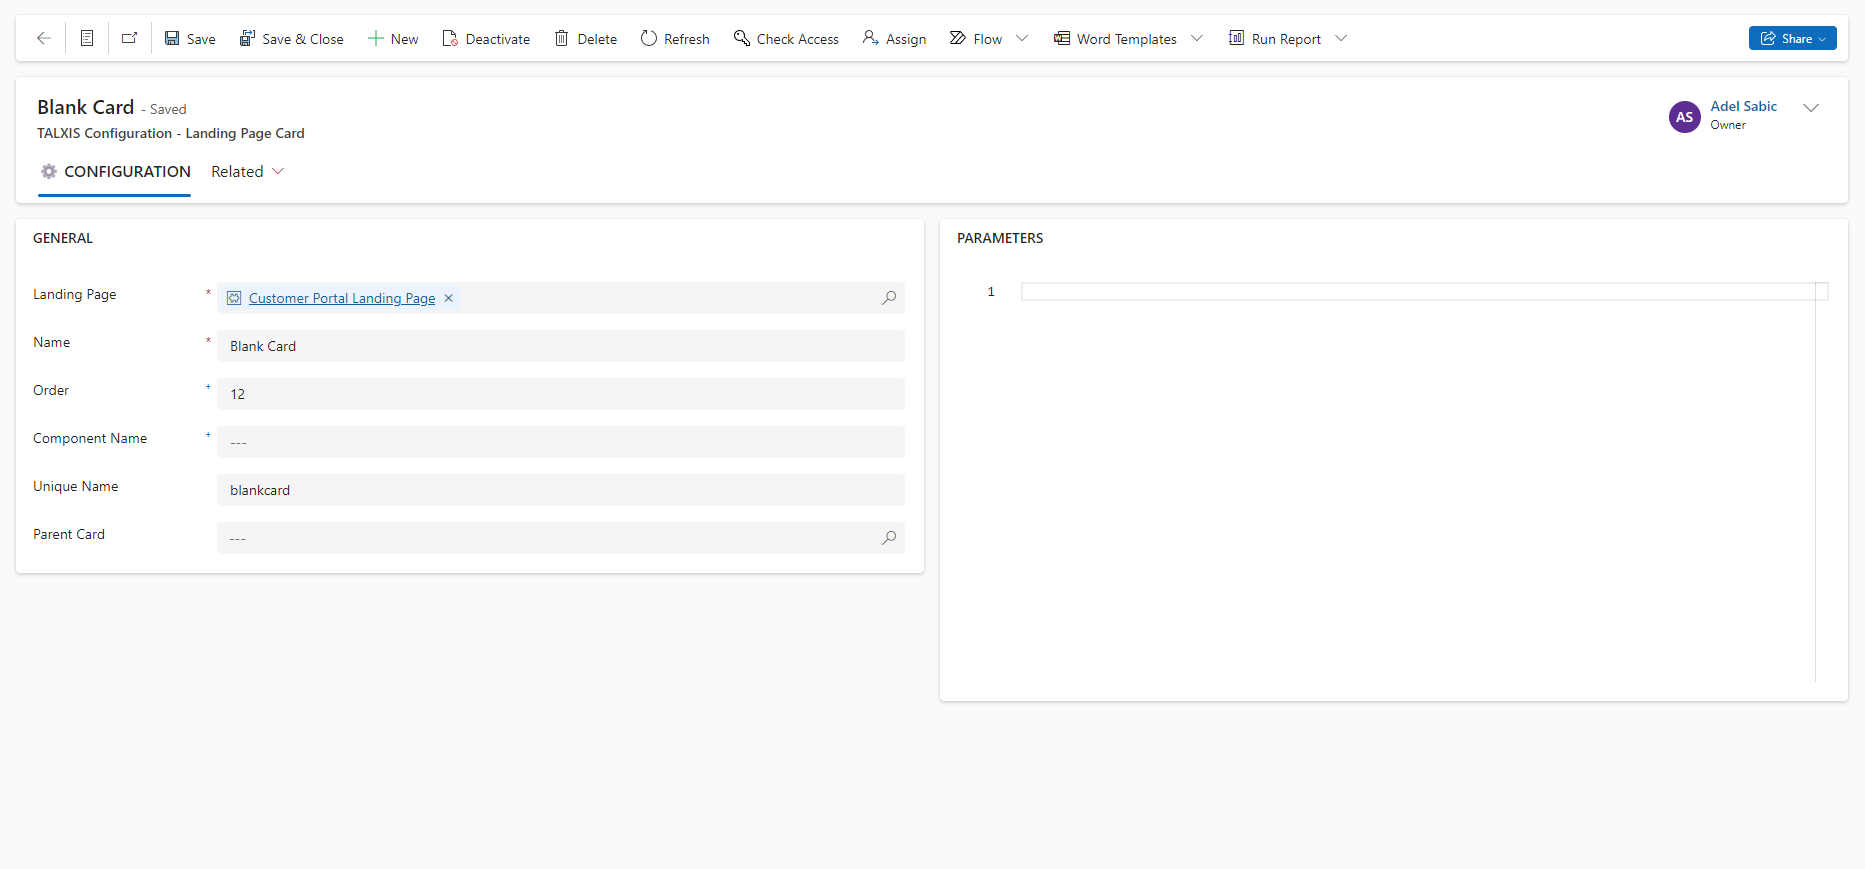 Save Save & Close New Deactivate Delete Refresh Check Access Assign Flow Word Templates Run Report Share
Blank Card - Saved
TALXIS Configuration - Landing Page Card
AS Adel Sabic
Owner
CONFIGURATION Related
GENERAL
Landing Page * Customer Portal Landing Page
Name * Blank Card
Order + 12
Component Name + ---
Unique Name blankcard
Parent Card ---
PARAMETERS
1